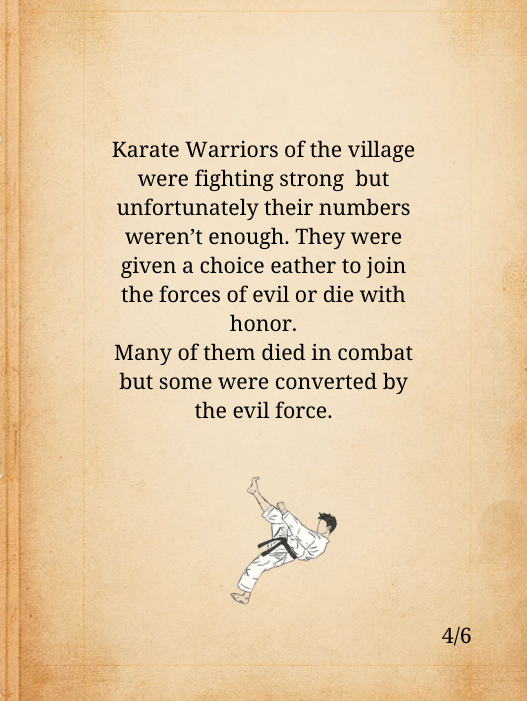 Karate Warriors of the village
were fighting strong  but
unfortunately their numbers
weren’t enough. They were
given a choice eather to join
the forces of evil or die with
honor.
Many of them died in combat
but some were converted by
the evil force.
4/6